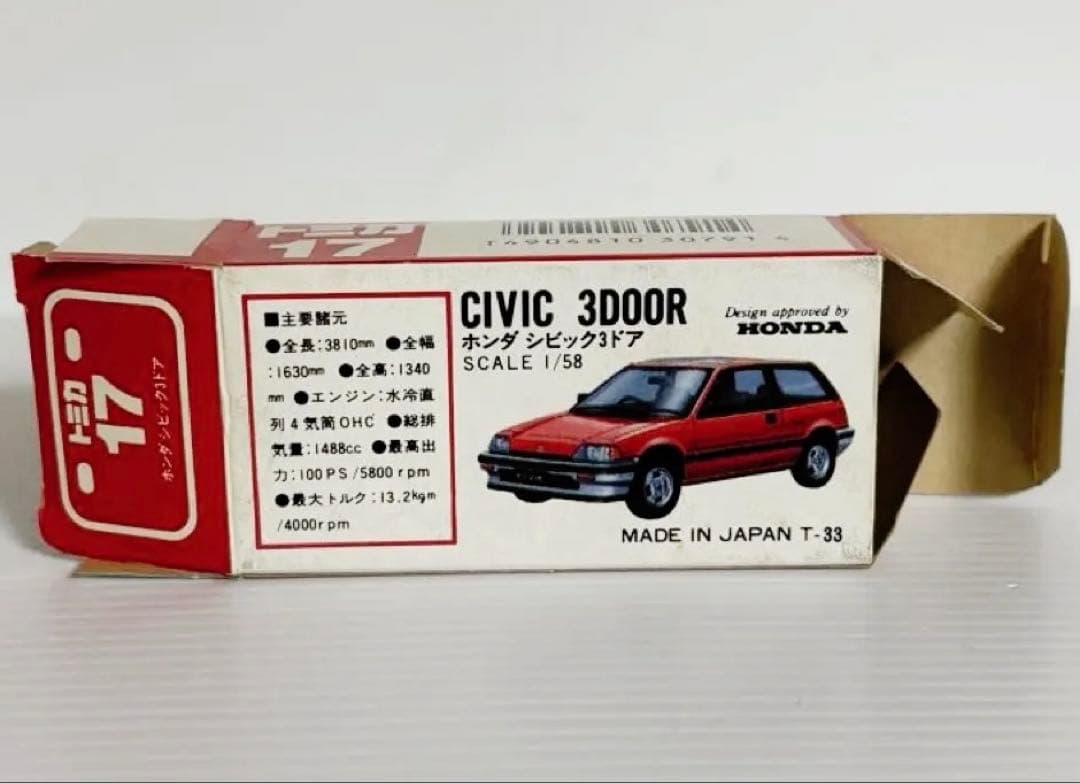 トミカ
17
ホンダ シビック3ドア
トミカ
17
T4906810 307914
■主要諸元
●全長:3810mm ●全幅
:1630mm ●全高:1340
mm ●エンジン:水冷直
列4気筒OHC ●総排
気量:1488cc ●最高出
力:100PS/5800rpm
●最大トルク:13.2kgm
/4000rpm
CIVIC 3DOOR
ホンダ シビック3ドア
SCALE 1/58
Design approved by
HONDA
MADE IN JAPAN T-33